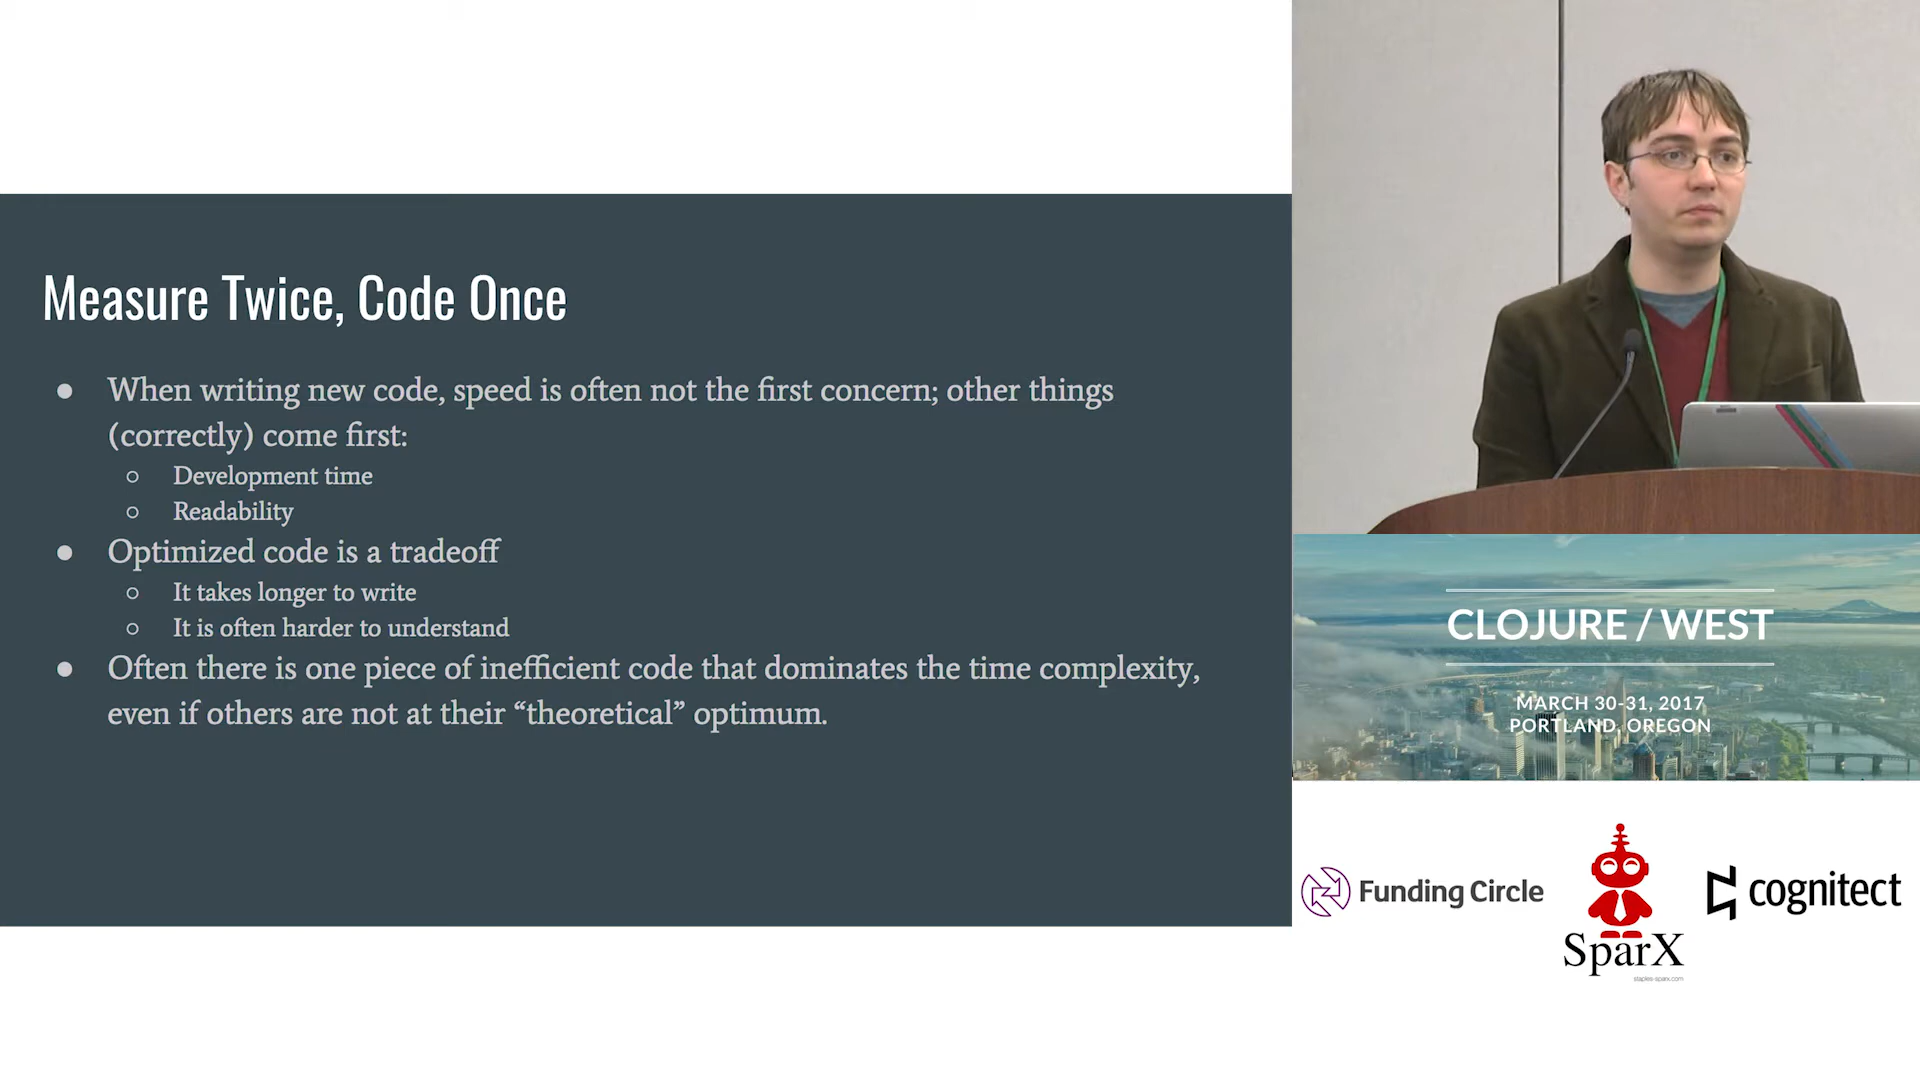 Measure Twice, Code Once
● When writing new code, speed is often not the first concern; other things
(correctly) come first:
○ Development time
○ Readability
● Optimized code is a tradeoff
○ It takes longer to write
○ It is often harder to understand
● Often there is one piece of inefficient code that dominates the time complexity,
even if others are not at their “theoretical” optimum.
CLOJURE / WEST
MARCH 30-31, 2017
PORTLAND, OREGON
Funding Circle
SparX
staples-sparx.com
cognitect